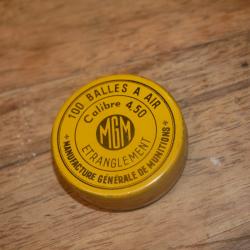 100 BALLES A AIR
Calibre 4.50
MGM
ETRANGLEMENT
MANUFACTURE GÉNÉRALE DE MUNITIONS